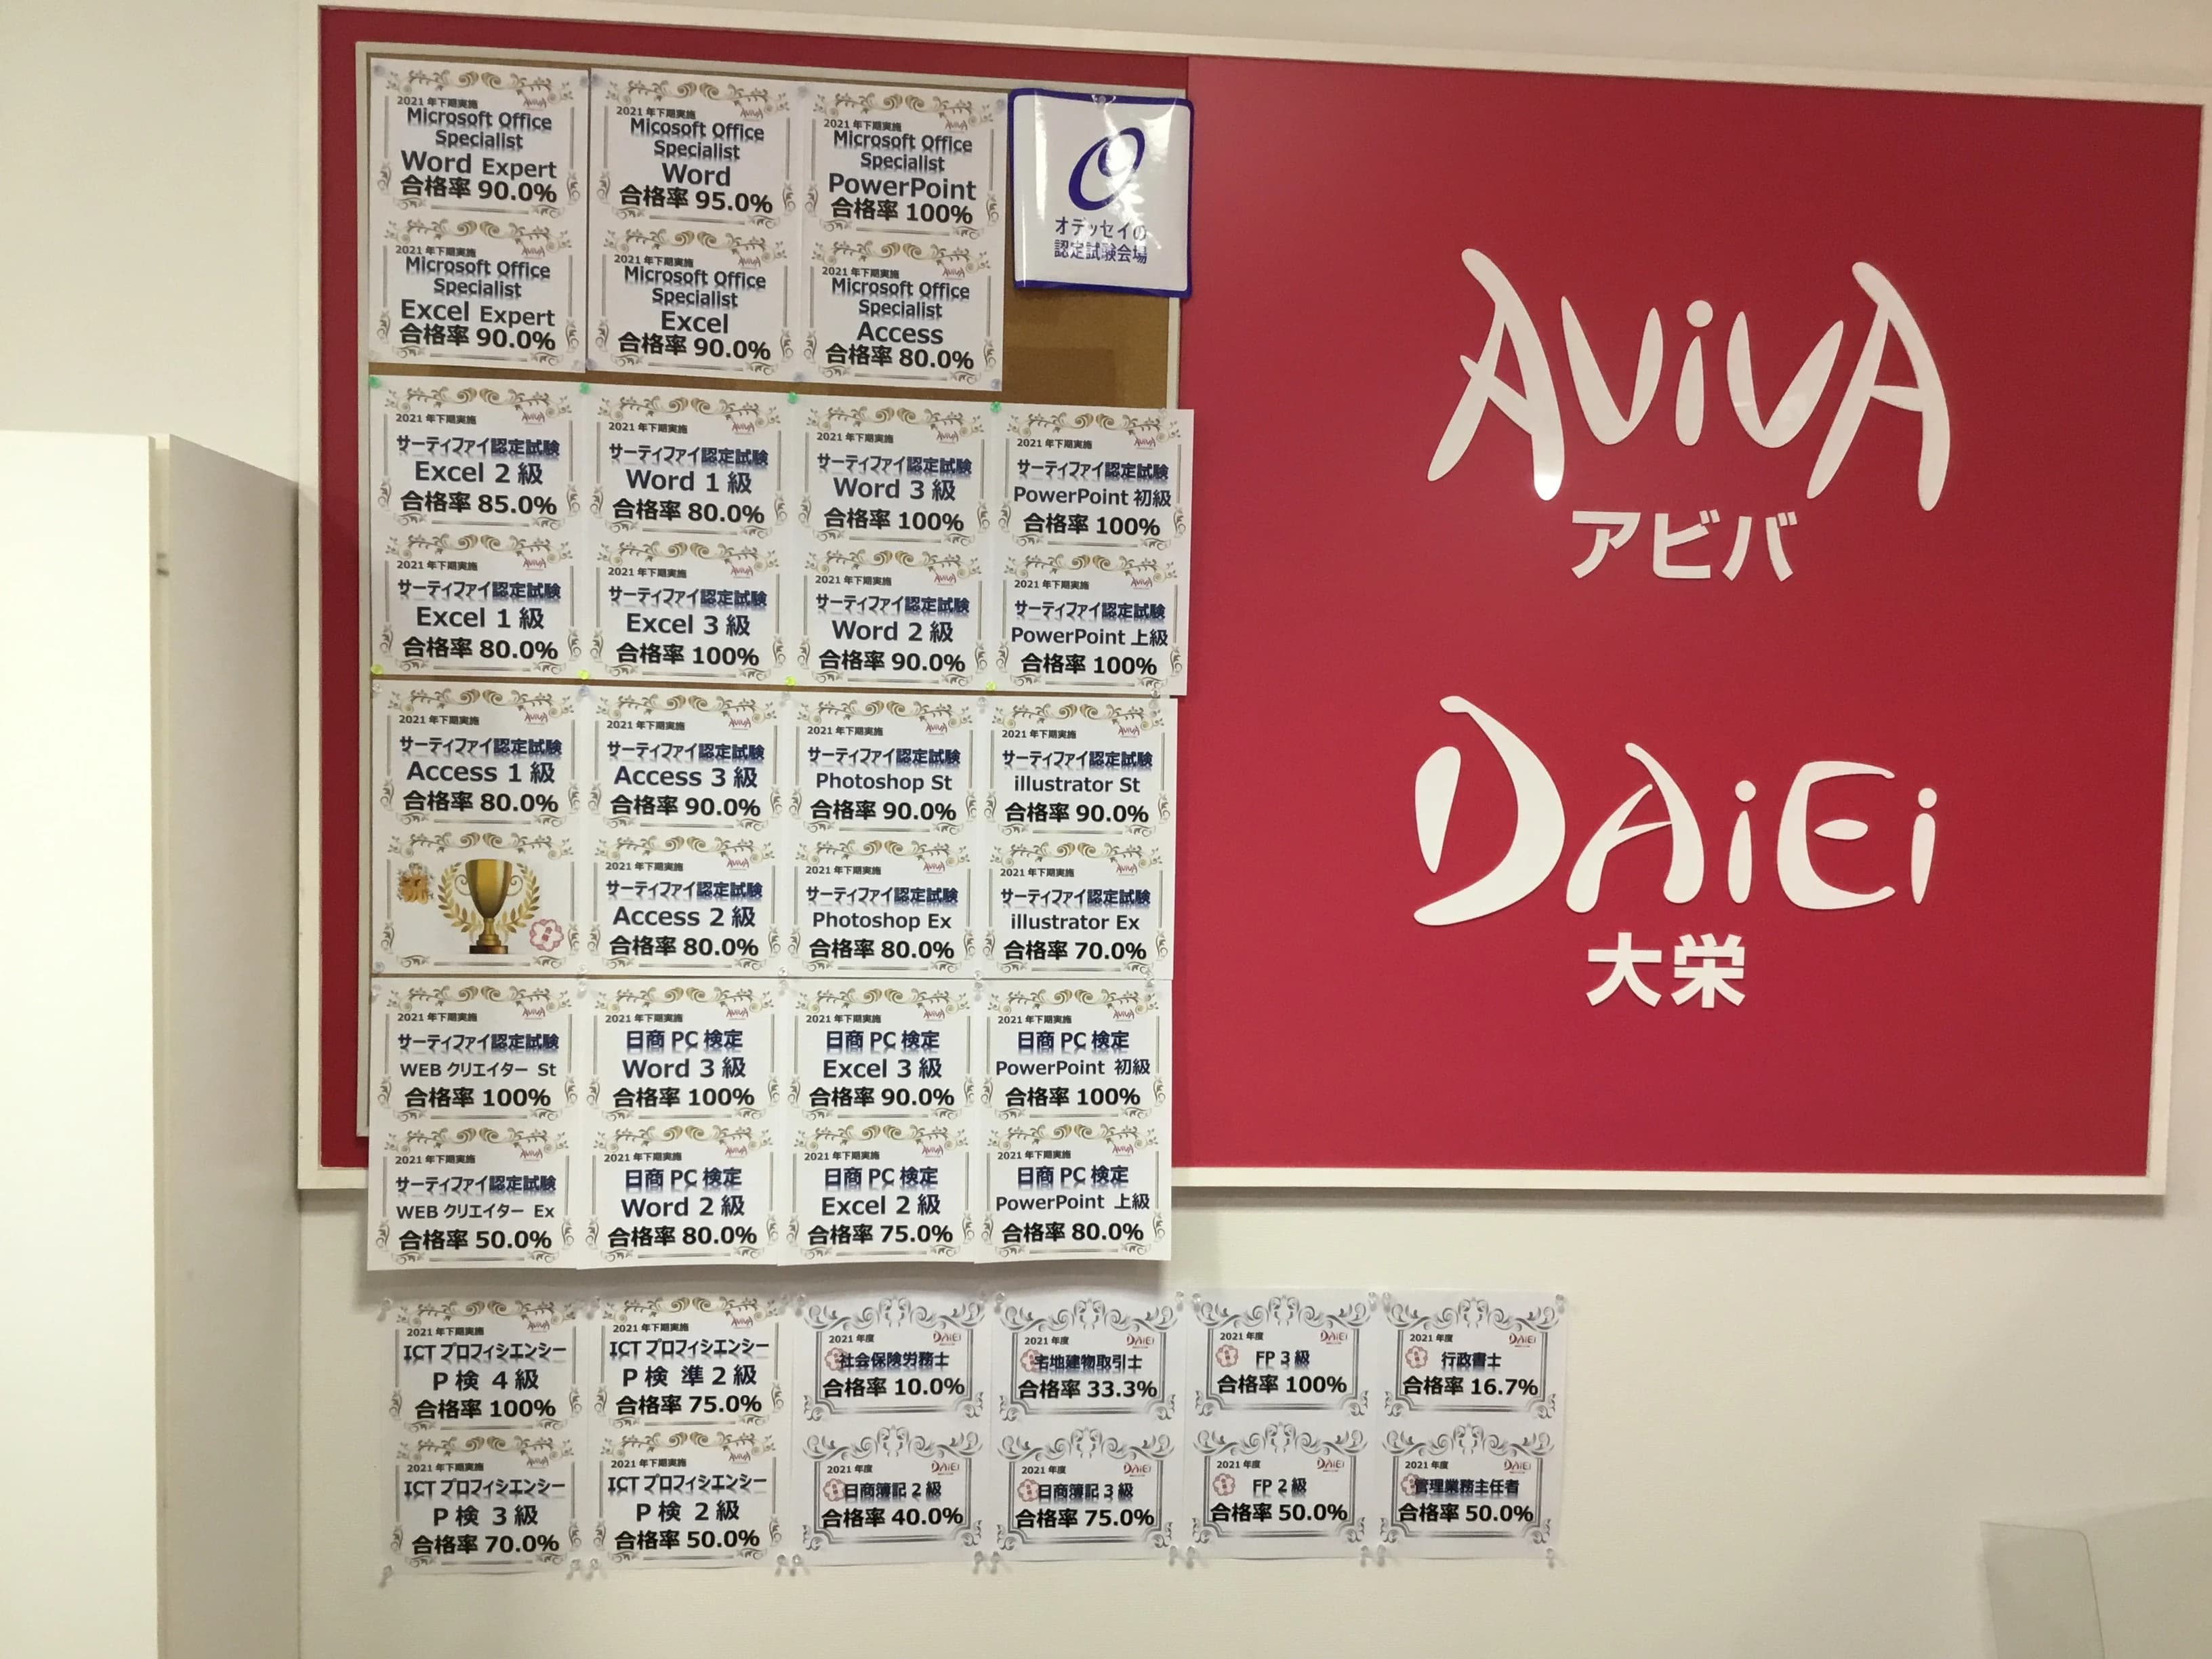 2021年下期実施
AVIVA
Microsoft Office
Specialist
Word Expert
合格率 90.0%
2021年下期実施
AVIVA
Micosoft Office
Specialist
Word
合格率 95.0%
2021年下期実施
AVIVA
Microsoft Office
Specialist
PowerPoint
合格率 100%
オデッセイの
認定試験会場
2021年下期実施
AVIVA
Microsoft Office
Specialist
Excel Expert
合格率 90.0%
2021年下期実施
AVIVA
Microsoft Office
Specialist
Excel
合格率 90.0%
2021年下期実施
AVIVA
Microsoft Office
Specialist
Access
合格率 80.0%
2021年下期実施
AVIVA
サーティファイ認定試験
Excel 2 級
合格率 85.0%
2021年下期実施
AVIVA
サーティファイ認定試験
Word 1 級
合格率 80.0%
2021年下期実施
AVIVA
サーティファイ認定試験
Word 3 級
合格率 100%
2021年下期実施
AVIVA
サーティファイ認定試験
PowerPoint 初級
合格率 100%
2021年下期実施
AVIVA
サーティファイ認定試験
Excel 1 級
合格率 80.0%
2021年下期実施
AVIVA
サーティファイ認定試験
Excel 3 級
合格率 100%
2021年下期実施
AVIVA
サーティファイ認定試験
Word 2 級
合格率 90.0%
2021年下期実施
AVIVA
サーティファイ認定試験
PowerPoint 上級
合格率 100%
2021年下期実施
AVIVA
サーティファイ認定試験
Access 1 級
合格率 80.0%
2021年下期実施
AVIVA
サーティファイ認定試験
Access 3 級
合格率 90.0%
2021年下期実施
AVIVA
サーティファイ認定試験
Photoshop St
合格率 90.0%
2021年下期実施
AVIVA
サーティファイ認定試験
illustrator St
合格率 90.0%
2021年下期実施
AVIVA
サーティファイ認定試験
Access 2 級
合格率 80.0%
2021年下期実施
AVIVA
サーティファイ認定試験
Photoshop Ex
合格率 80.0%
2021年下期実施
AVIVA
サーティファイ認定試験
illustrator Ex
合格率 70.0%
2021年下期実施
AVIVA
サーティファイ認定試験
WEB クリエイター St
合格率 100%
2021年下期実施
AVIVA
日商 PC 検定
Word 3 級
合格率 100%
2021年下期実施
AVIVA
日商 PC 検定
Excel 3 級
合格率 90.0%
2021年下期実施
AVIVA
日商 PC 検定
PowerPoint 初級
合格率 100%
2021年下期実施
AVIVA
サーティファイ認定試験
WEB クリエイター Ex
合格率 50.0%
2021年下期実施
AVIVA
日商 PC 検定
Word 2 級
合格率 80.0%
2021年下期実施
AVIVA
日商 PC 検定
Excel 2 級
合格率 75.0%
2021年下期実施
AVIVA
日商 PC 検定
PowerPoint 上級
合格率 80.0%
AVIVA
アビバ
DAIEI
大栄
2021年下期実施
AVIVA
ICT プロフィシエンシー
P 検 4 級
合格率 100%
2021年下期実施
AVIVA
ICT プロフィシエンシー
P 検 準 2 級
合格率 75.0%
2021年度
DAIEI
社会保険労務士
合格率 10.0%
2021年度
DAIEI
宅地建物取引士
合格率 33.3%
2021年度
DAIEI
FP 3 級
合格率 100%
2021年度
DAIEI
行政書士
合格率 16.7%
2021年下期実施
AVIVA
ICT プロフィシエンシー
P 検 3 級
合格率 70.0%
2021年下期実施
AVIVA
ICT プロフィシエンシー
P 検 2 級
合格率 50.0%
2021年度
DAIEI
日商簿記 2 級
合格率 40.0%
2021年度
DAIEI
日商簿記 3 級
合格率 75.0%
2021年度
DAIEI
FP 2 級
合格率 50.0%
2021年度
DAIEI
管理業務主任者
合格率 50.0%